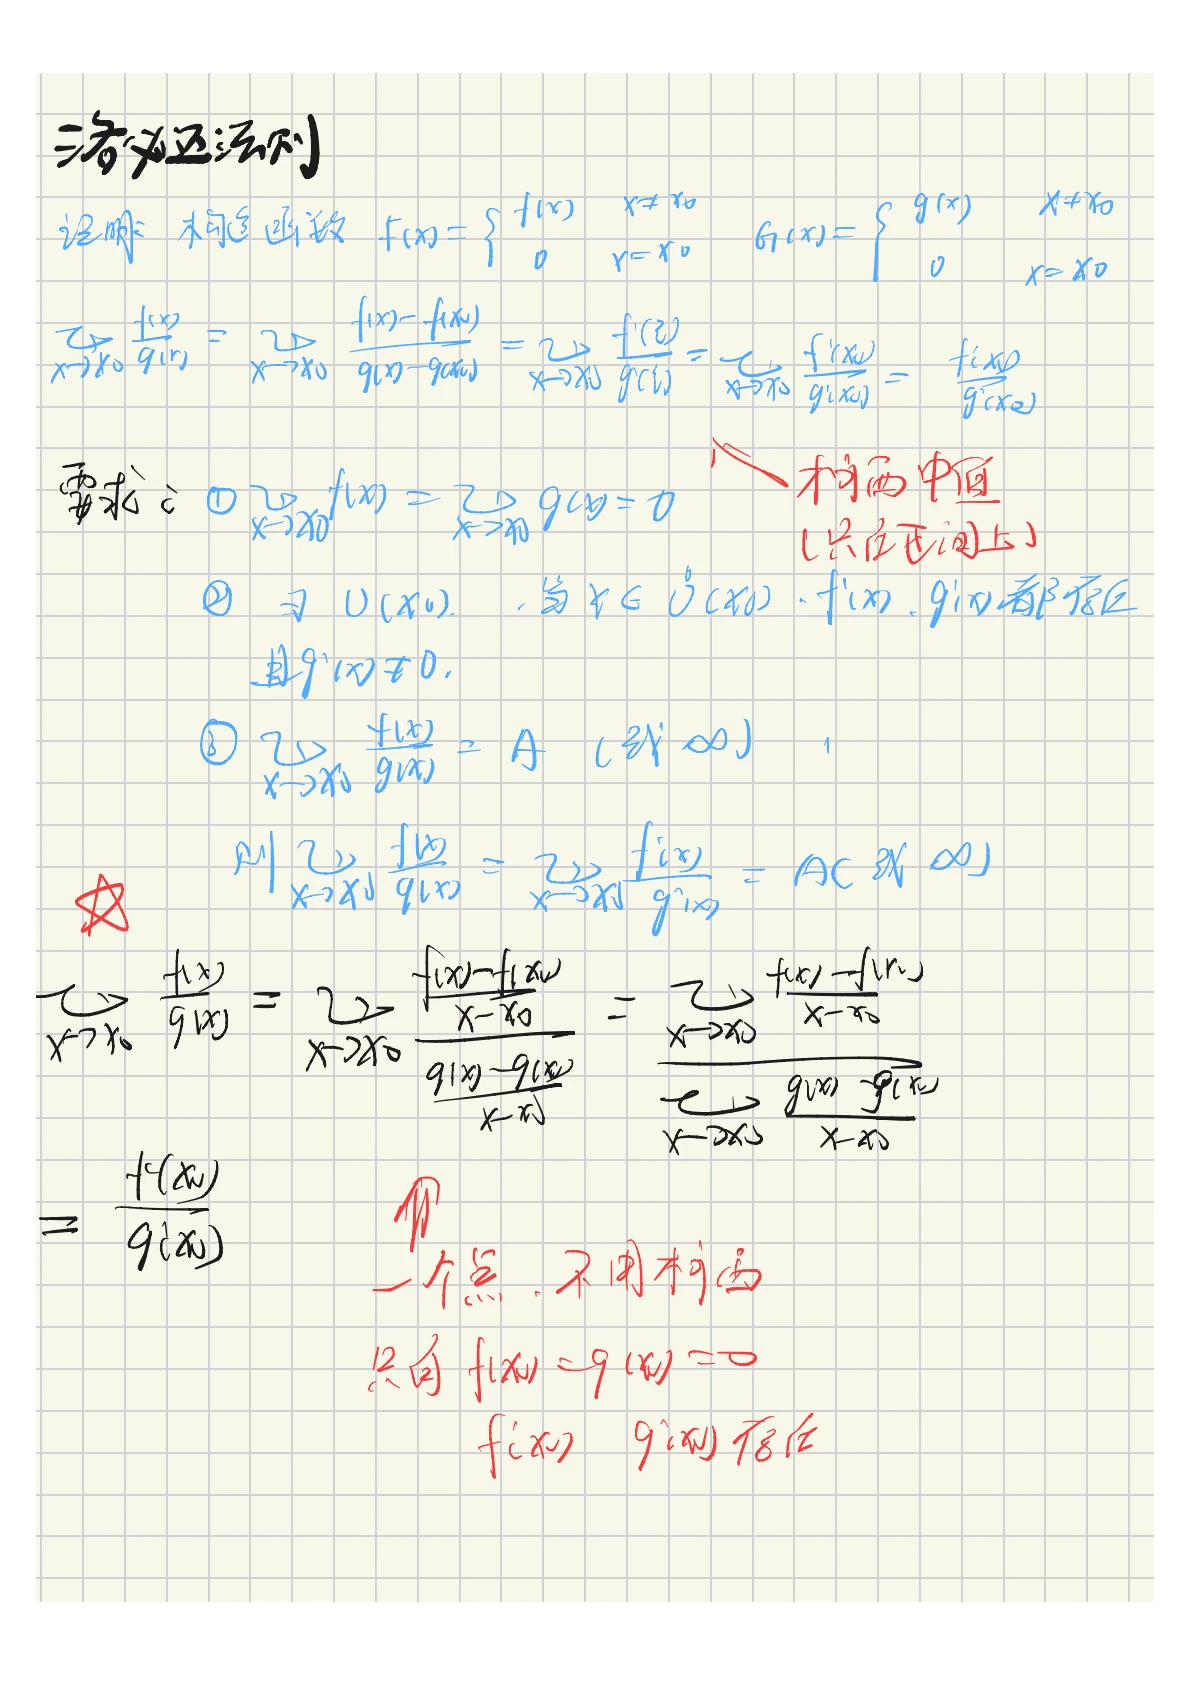 洛必达法则
证明: 构造函数 F(x) = { f(x) x≠x₀ 0 x=x₀ G(x) = { g(x) x≠x₀ 0 x=x₀
lim x→x₀ f(x)/g(x) = lim x→x₀ (f(x)-f(x₀))/(g(x)-g(x₀)) = lim x→x₀ f'(ξ)/g'(ξ) = lim x→x₀ f'(x₀)/g'(x₀) = f'(x₀)/g'(x₀)
柯西中值
(只在区间上)
要求: ① lim x→x₀ f(x) = lim x→x₀ g(x) = 0
② ∃ U(x₀). 当 x∈Ů(x₀). f'(x). g'(x)都存在
且g'(x)≠0.
③ lim x→x₀ f(x)/g(x) = A (或 ∞)
则 lim x→x₀ f(x)/g(x) = lim x→x₀ f'(x)/g'(x) = A(或 ∞)
lim x→x₀ f(x)/g(x) = lim x→x₀ ((f(x)-f(x₀))/(x-x₀))/((g(x)-g(x₀))/(x-x₀)) = (lim x→x₀ (f(x)-f(x₀))/(x-x₀))/(lim x→x₀ (g(x)-g(x₀))/(x-x₀))
= f'(x₀)/g'(x₀)
一个点. 不用柯西
只有 f(x₀)=g(x₀)=0
f'(x₀) g'(x₀)存在